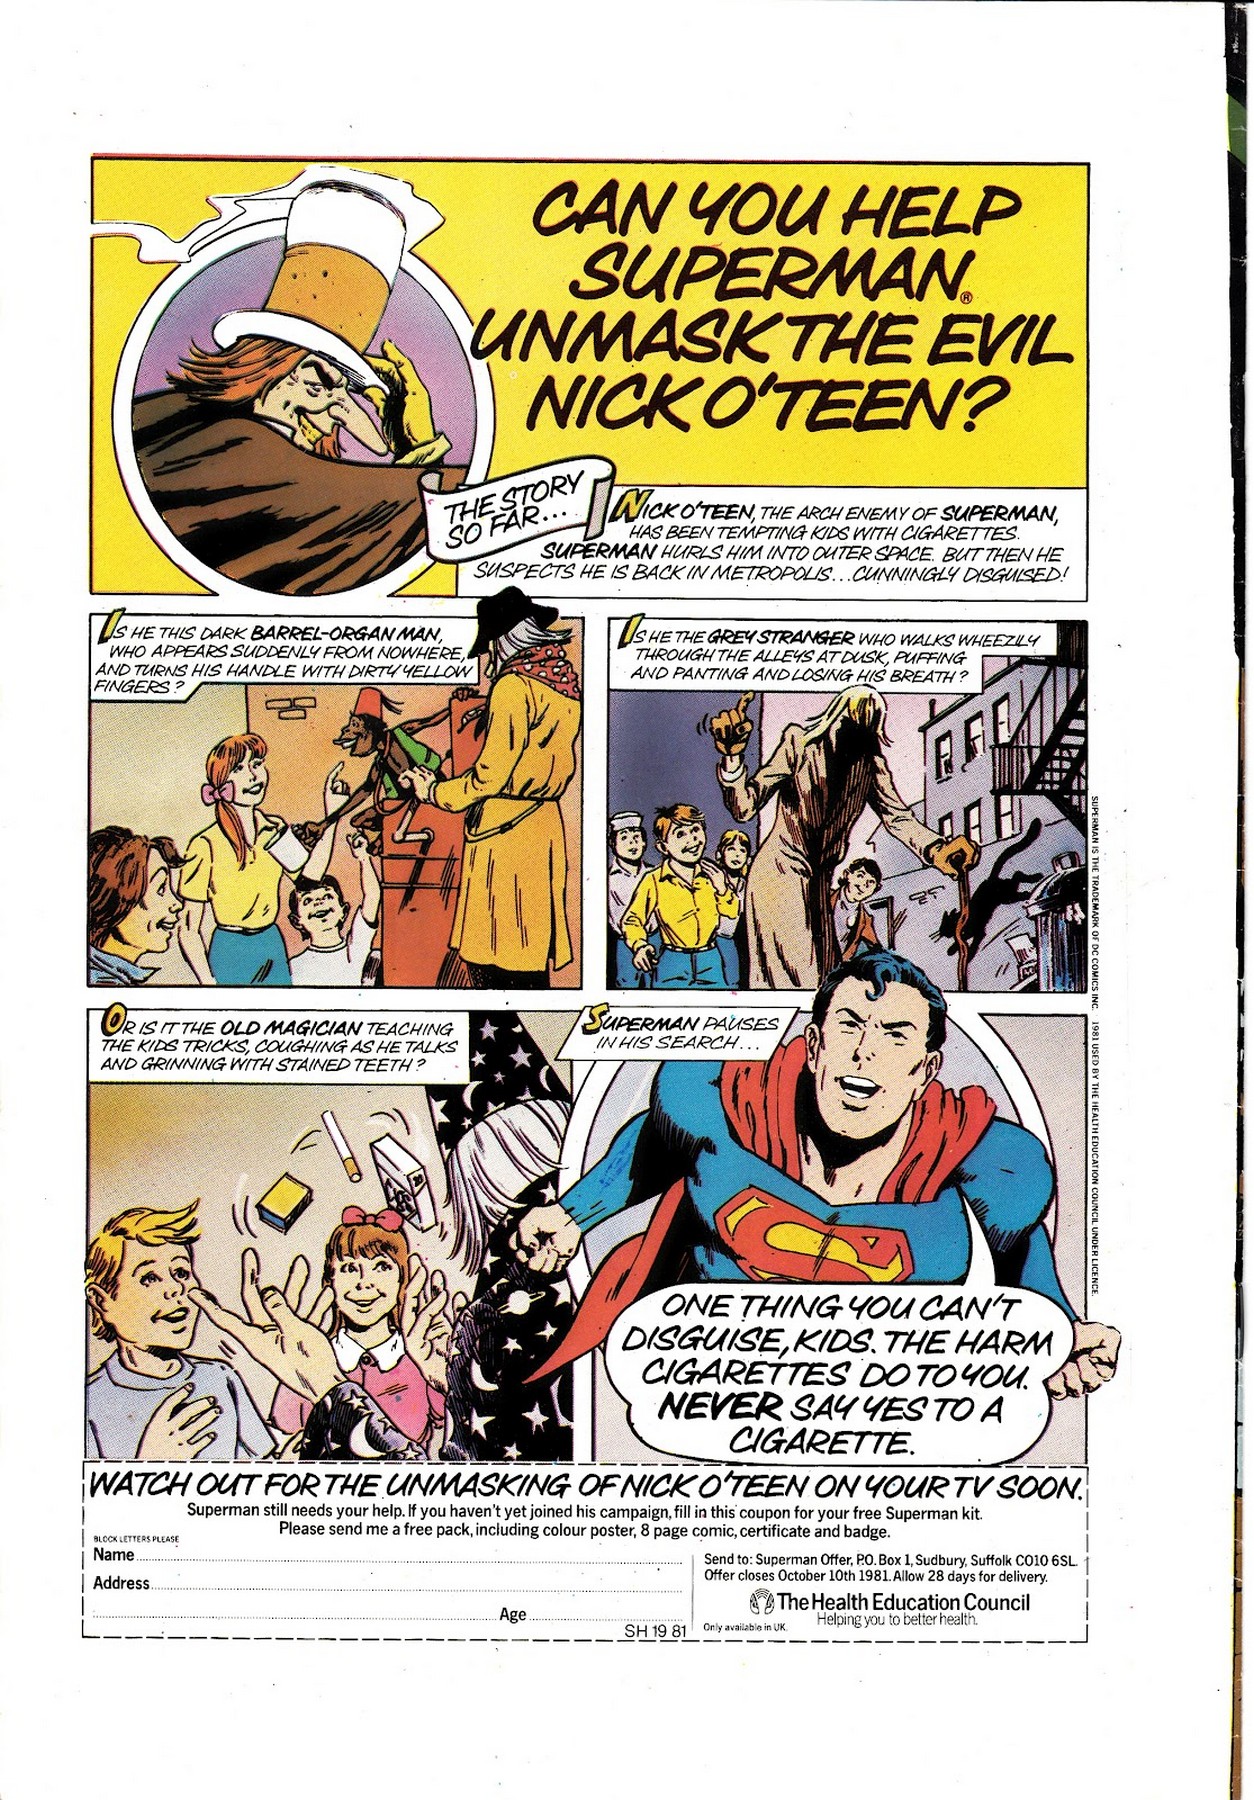 CAN YOU HELP
SUPERMAN®
UNMASK THE EVIL
NICK O'TEEN?
THE STORY
SO FAR...
NICK O'TEEN, THE ARCH ENEMY OF SUPERMAN,
HAS BEEN TEMPTING KIDS WITH CIGARETTES.
SUPERMAN HURLS HIM INTO OUTER SPACE. BUT THEN HE
SUSPECTS HE IS BACK IN METROPOLIS...CUNNINGLY DISGUISED!
IS HE THIS DARK BARREL-ORGAN MAN,
WHO APPEARS SUDDENLY FROM NOWHERE,
AND TURNS HIS HANDLE WITH DIRTY YELLOW
FINGERS?
IS HE THE GREY STRANGER WHO WALKS WHEEZILY
THROUGH THE ALLEYS AT DUSK, PUFFING
AND PANTING AND LOSING HIS BREATH?
OR IS IT THE OLD MAGICIAN TEACHING
THE KIDS TRICKS, COUGHING AS HE TALKS
AND GRINNING WITH STAINED TEETH?
SUPERMAN PAUSES
IN HIS SEARCH...
ONE THING YOU CAN'T
DISGUISE, KIDS. THE HARM
CIGARETTES DO TO YOU.
NEVER SAY YES TO A
CIGARETTE.
SUPERMAN IS THE TRADEMARK OF DC COMICS INC. 1981 USED BY THE HEALTH EDUCATION COUNCIL UNDER LICENCE.
WATCH OUT FOR THE UNMASKING OF NICK O'TEEN ON YOUR TV SOON.
Superman still needs your help. If you haven't yet joined his campaign, fill in this coupon for your free Superman kit.
Please send me a free pack, including colour poster, 8 page comic, certificate and badge.
BLOCK LETTERS PLEASE
Name
Address
Age
SH 19 81
Send to: Superman Offer, P.O. Box 1, Sudbury, Suffolk CO10 6SL.
Offer closes October 10th 1981. Allow 28 days for delivery.
The Health Education Council
Helping you to better health.
Only available in UK.